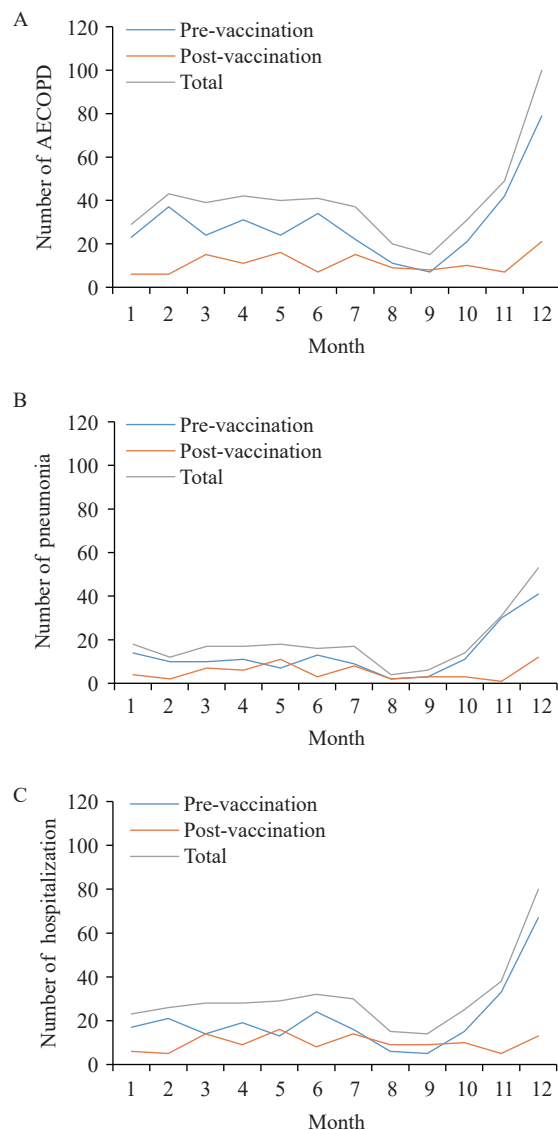 A
120
100
80
60
40
20
0
Number of AECOPD
Pre-vaccination
Post-vaccination
Total
1 2 3 4 5 6 7 8 9 10 11 12
Month
B
120
100
80
60
40
20
0
Number of pneumonia
Pre-vaccination
Post-vaccination
Total
1 2 3 4 5 6 7 8 9 10 11 12
Month
C
120
100
80
60
40
20
0
Number of hospitalization
Pre-vaccination
Post-vaccination
Total
1 2 3 4 5 6 7 8 9 10 11 12
Month